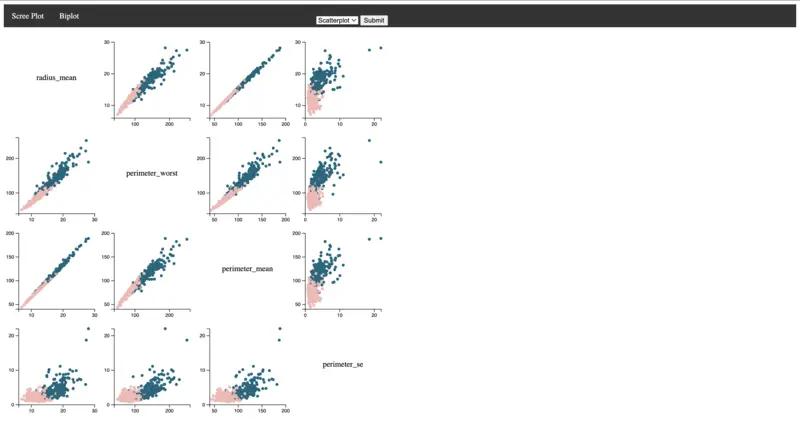 Scree Plot Biplot Scatterplot Submit
30 30 30
radius_mean 20 20 20
10 10 10
100 200 50 100 150 200 0 10 20
200 perimeter_worst 200 200
100 100 100
10 20 30 50 100 150 200 0 10 20
200 200 200
150 150 perimeter_mean 150
100 100 100
50 50 50
10 20 30 100 200 0 10 20
20 20 20
10 10 10 perimeter_se
0 0 0
10 20 30 100 200 50 100 150 200